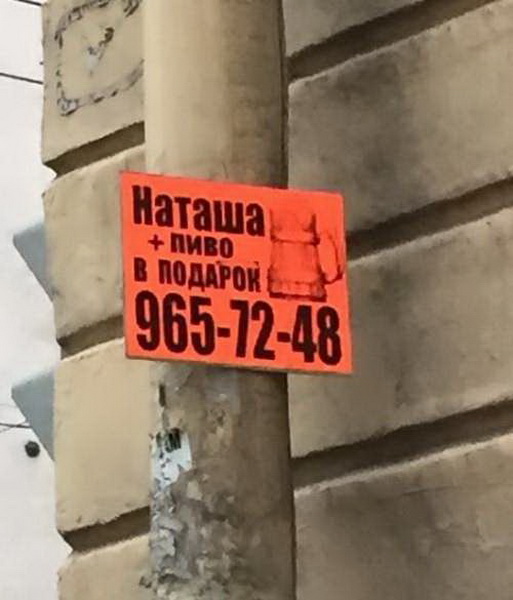 Наташа
+ пиво
в подарок
965-72-48